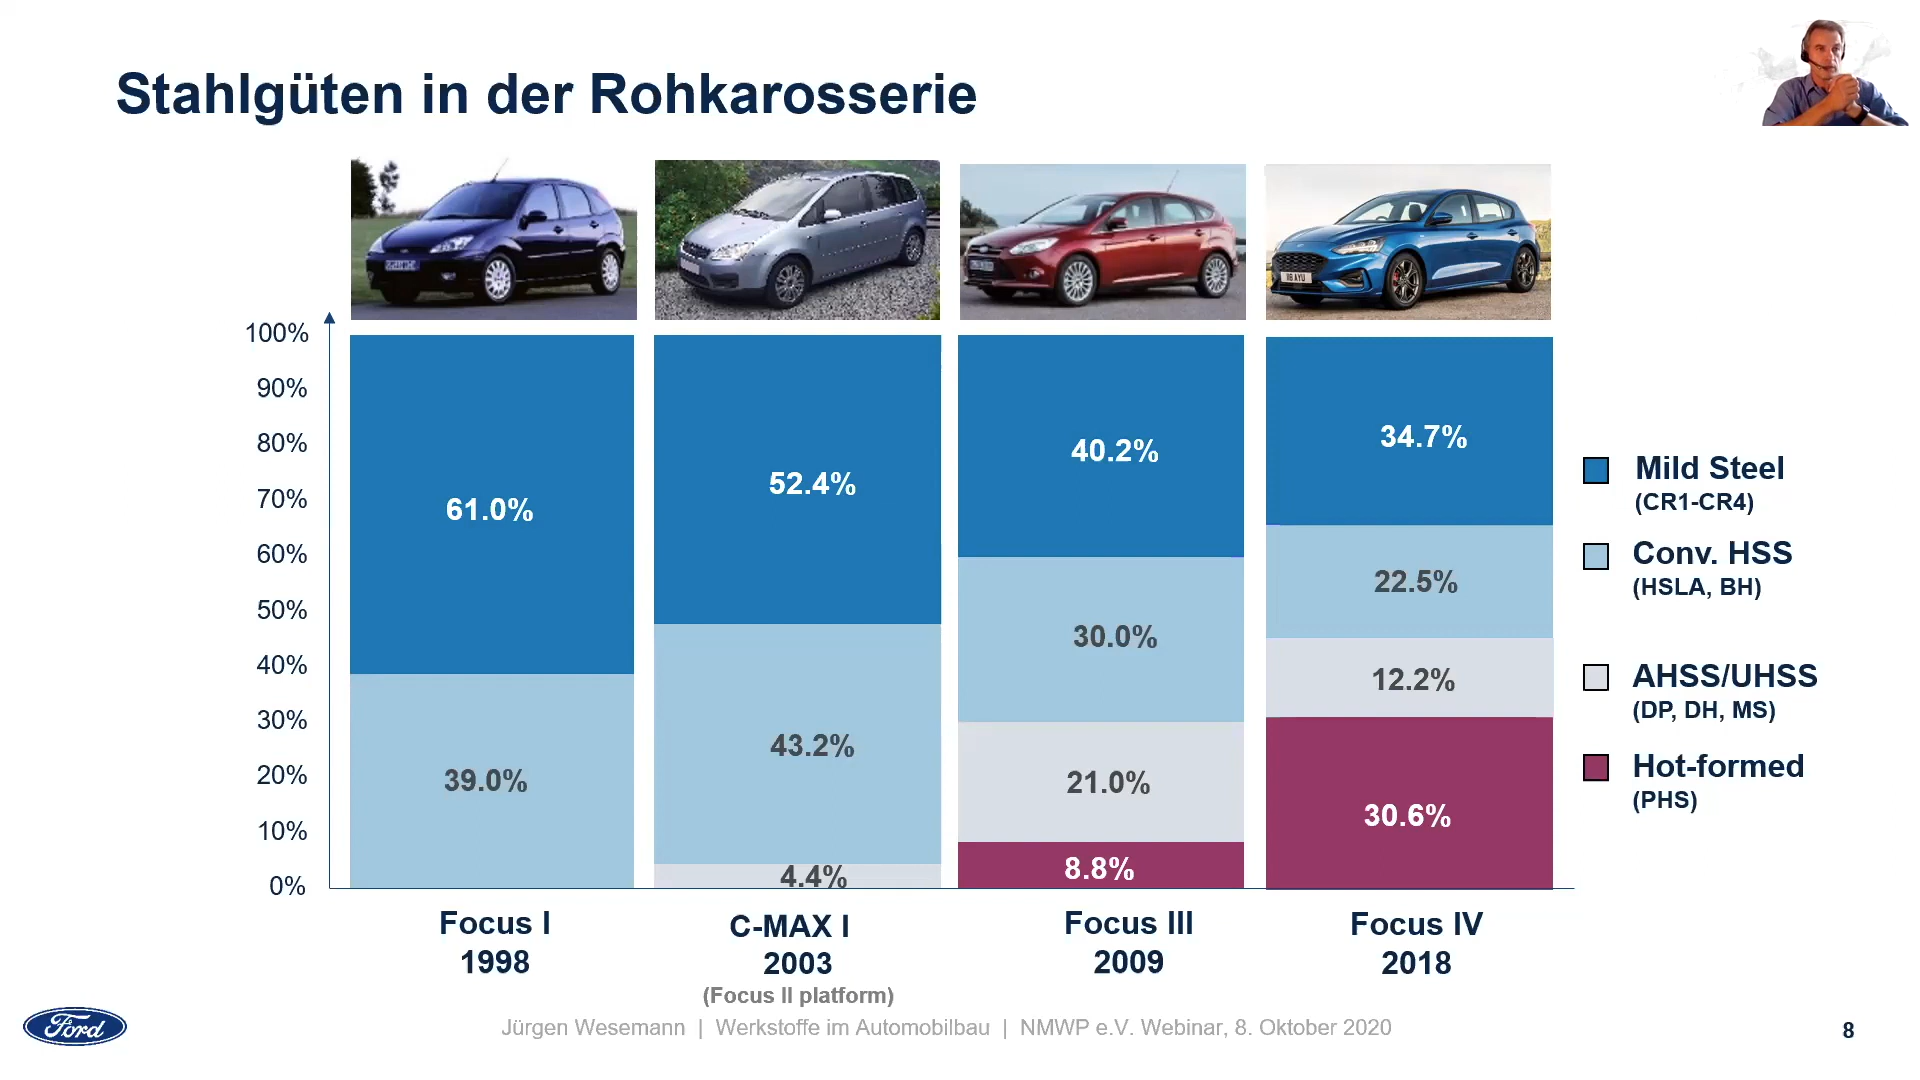 Stahlgüten in der Rohkarosserie
100%
90%
80%
70%
60%
50%
40%
30%
20%
10%
0%
61.0%
39.0%
52.4%
43.2%
4.4%
40.2%
30.0%
21.0%
8.8%
34.7%
22.5%
12.2%
30.6%
Mild Steel
(CR1-CR4)
Conv. HSS
(HSLA, BH)
AHSS/UHSS
(DP, DH, MS)
Hot-formed
(PHS)
Focus I
1998
C-MAX I
2003
(Focus II platform)
Focus III
2009
Focus IV
2018
Ford
Jürgen Wesemann | Werkstoffe im Automobilbau | NMWP e.V. Webinar, 8. Oktober 2020
8